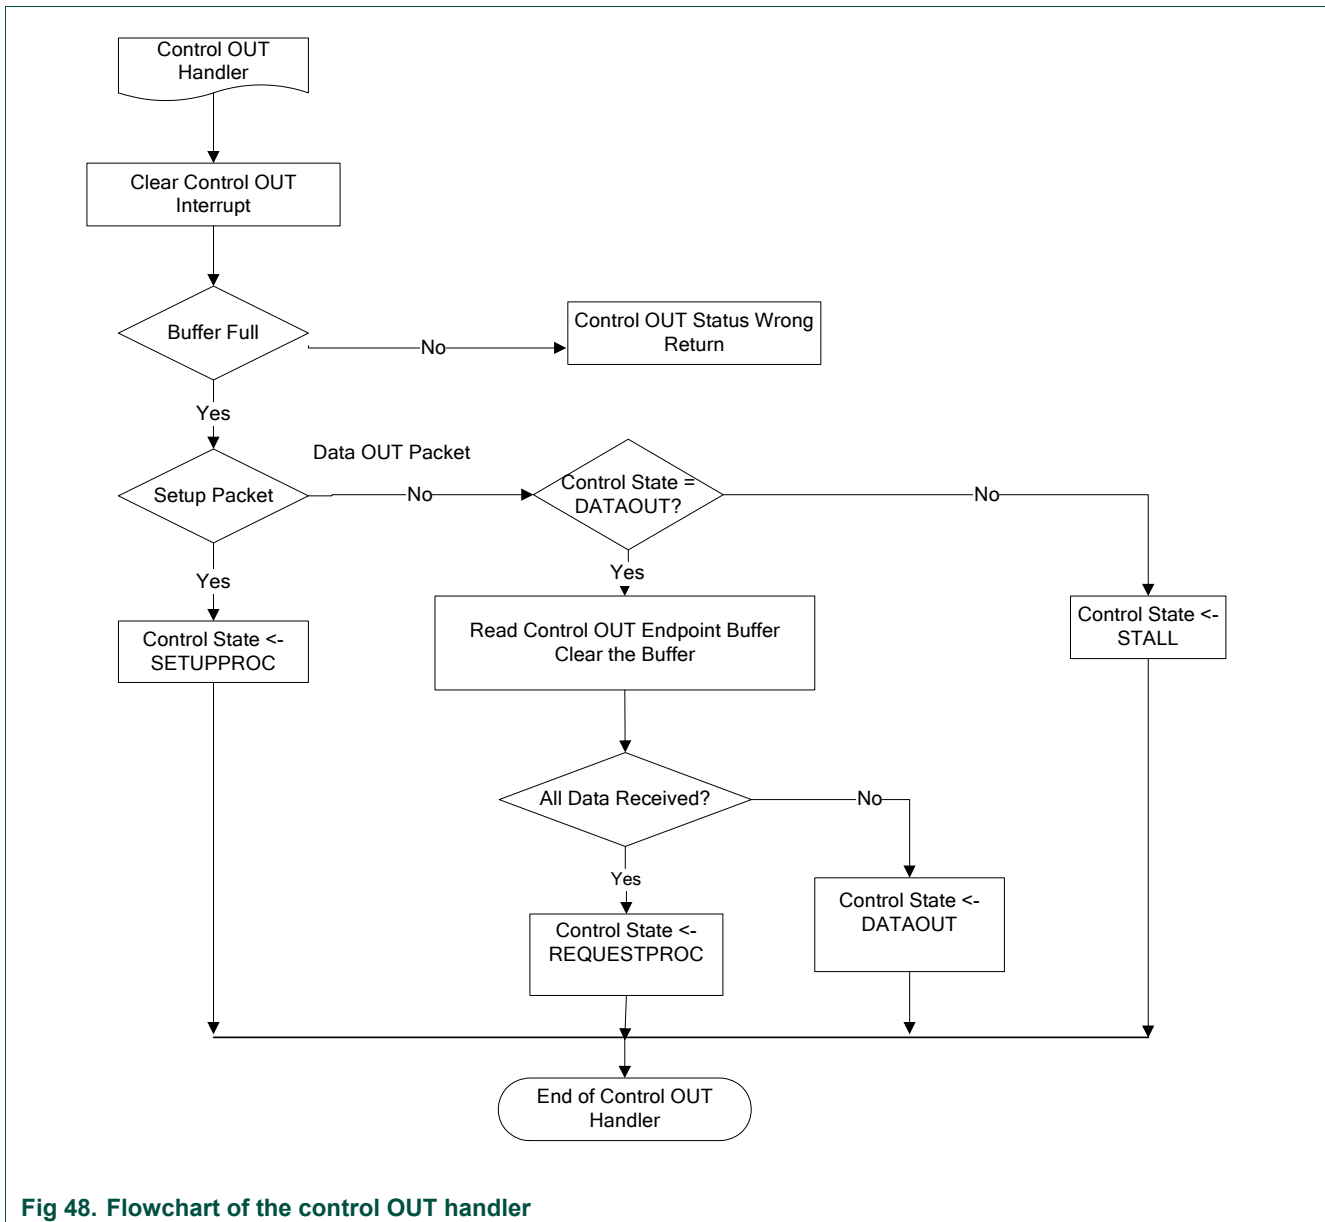 Control OUT
Handler
Clear Control OUT
Interrupt
Buffer Full
No
Control OUT Status Wrong
Return
Yes
Setup Packet
Data OUT Packet
No
Control State =
DATAOUT?
No
Yes
Control State <-
SETUPPROC
Yes
Read Control OUT Endpoint Buffer
Clear the Buffer
Control State <-
STALL
All Data Received?
No
Yes
Control State <-
REQUESTPROC
Control State <-
DATAOUT
End of Control OUT
Handler
Fig 48. Flowchart of the control OUT handler